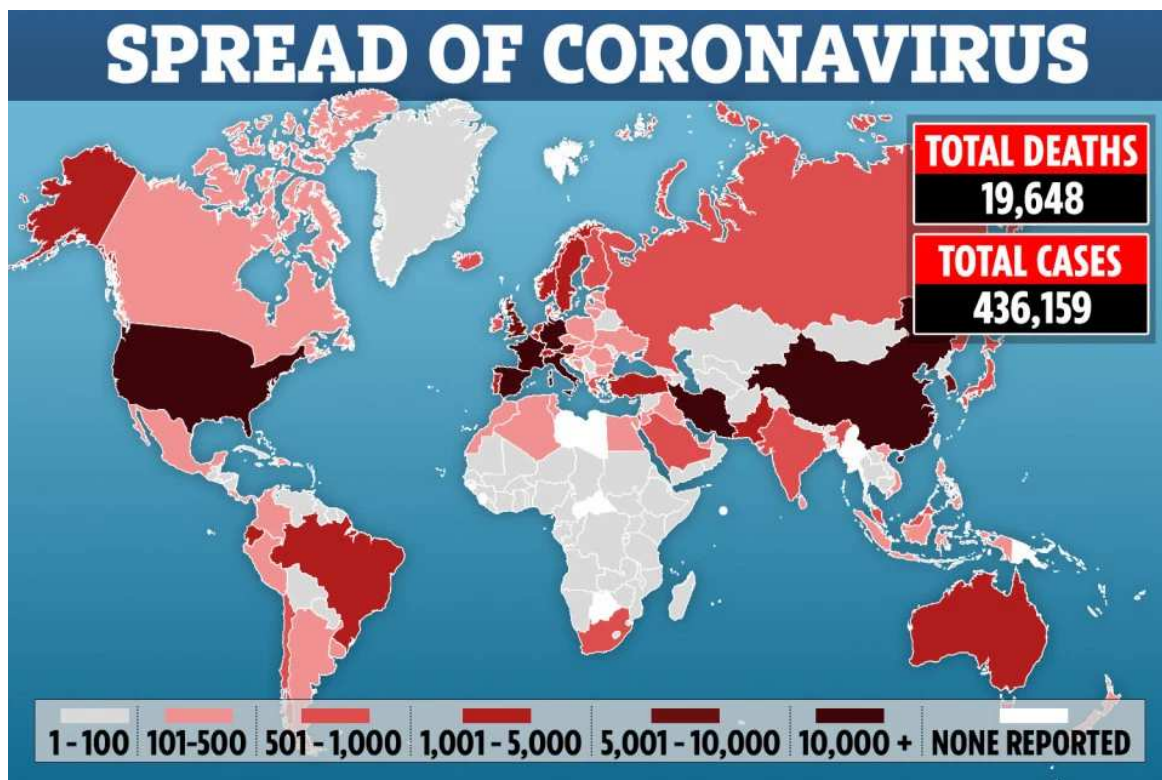 SPREAD OF CORONAVIRUS
TOTAL DEATHS
19,648
TOTAL CASES
436,159
1 - 100
101-500
501 - 1,000
1,001 - 5,000
5,001 - 10,000
10,000 +
NONE REPORTED